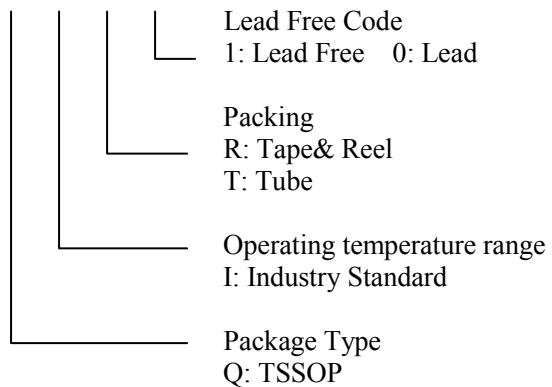 Lead Free Code
1: Lead Free 0: Lead
Packing
R: Tape& Reel
T: Tube
Operating temperature range
I: Industry Standard
Package Type
Q: TSSOP